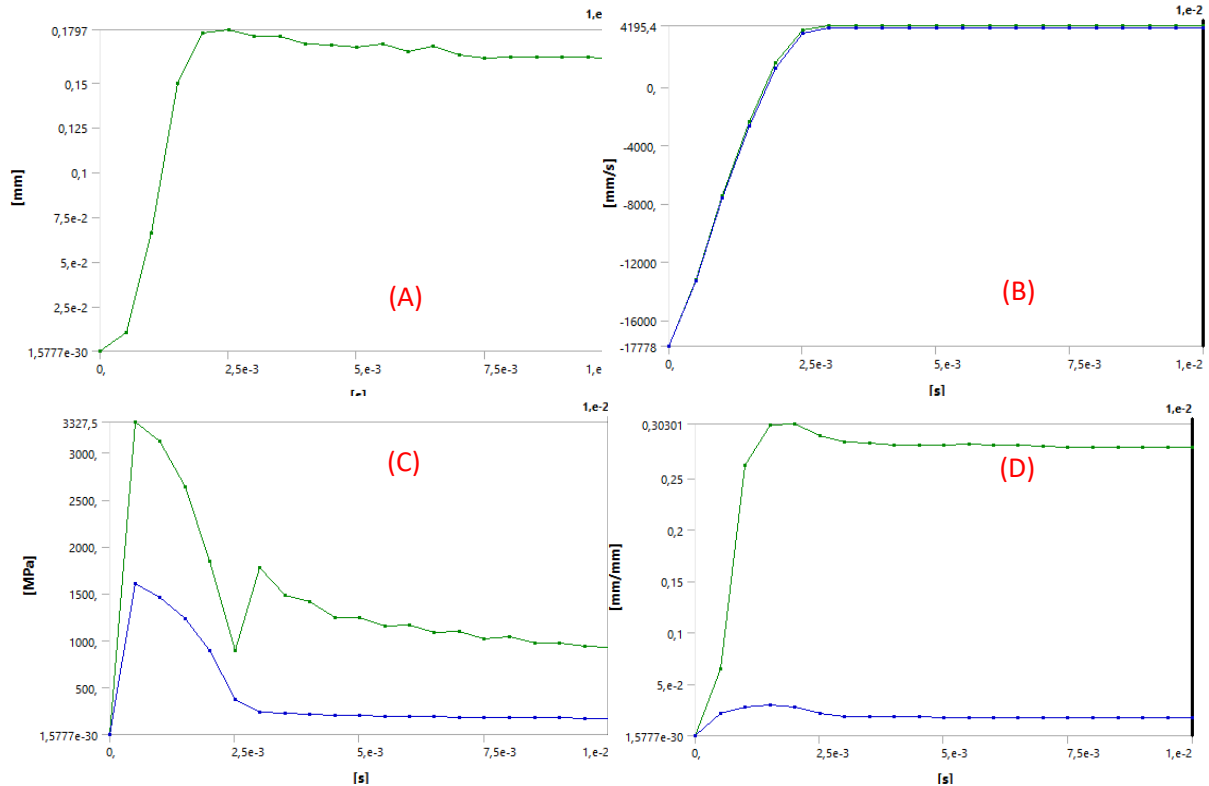 1,e
0,1797
0,15
0,125
0,1
7,5e-2
5,e-2
2,5e-2
1,5777e-30
[mm]
(A)
0,
2,5e-3
5,e-3
7,5e-3
1,e
1,e-2
4195,4
0,
-4000,
-8000,
-12000
-16000
-17778
[mm/s]
(B)
0,
2,5e-3
5,e-3
7,5e-3
1,e-2
[s]
1,e-2
3327,5
3000,
2500,
2000,
1500,
1000,
500,
1,5777e-30
[MPa]
(C)
0,
2,5e-3
5,e-3
7,5e-3
1,e-2
[s]
1,e-2
0,30301
0,25
0,2
0,15
0,1
5,e-2
1,5777e-30
[mm/mm]
(D)
0,
2,5e-3
5,e-3
7,5e-3
1,e-2
[s]